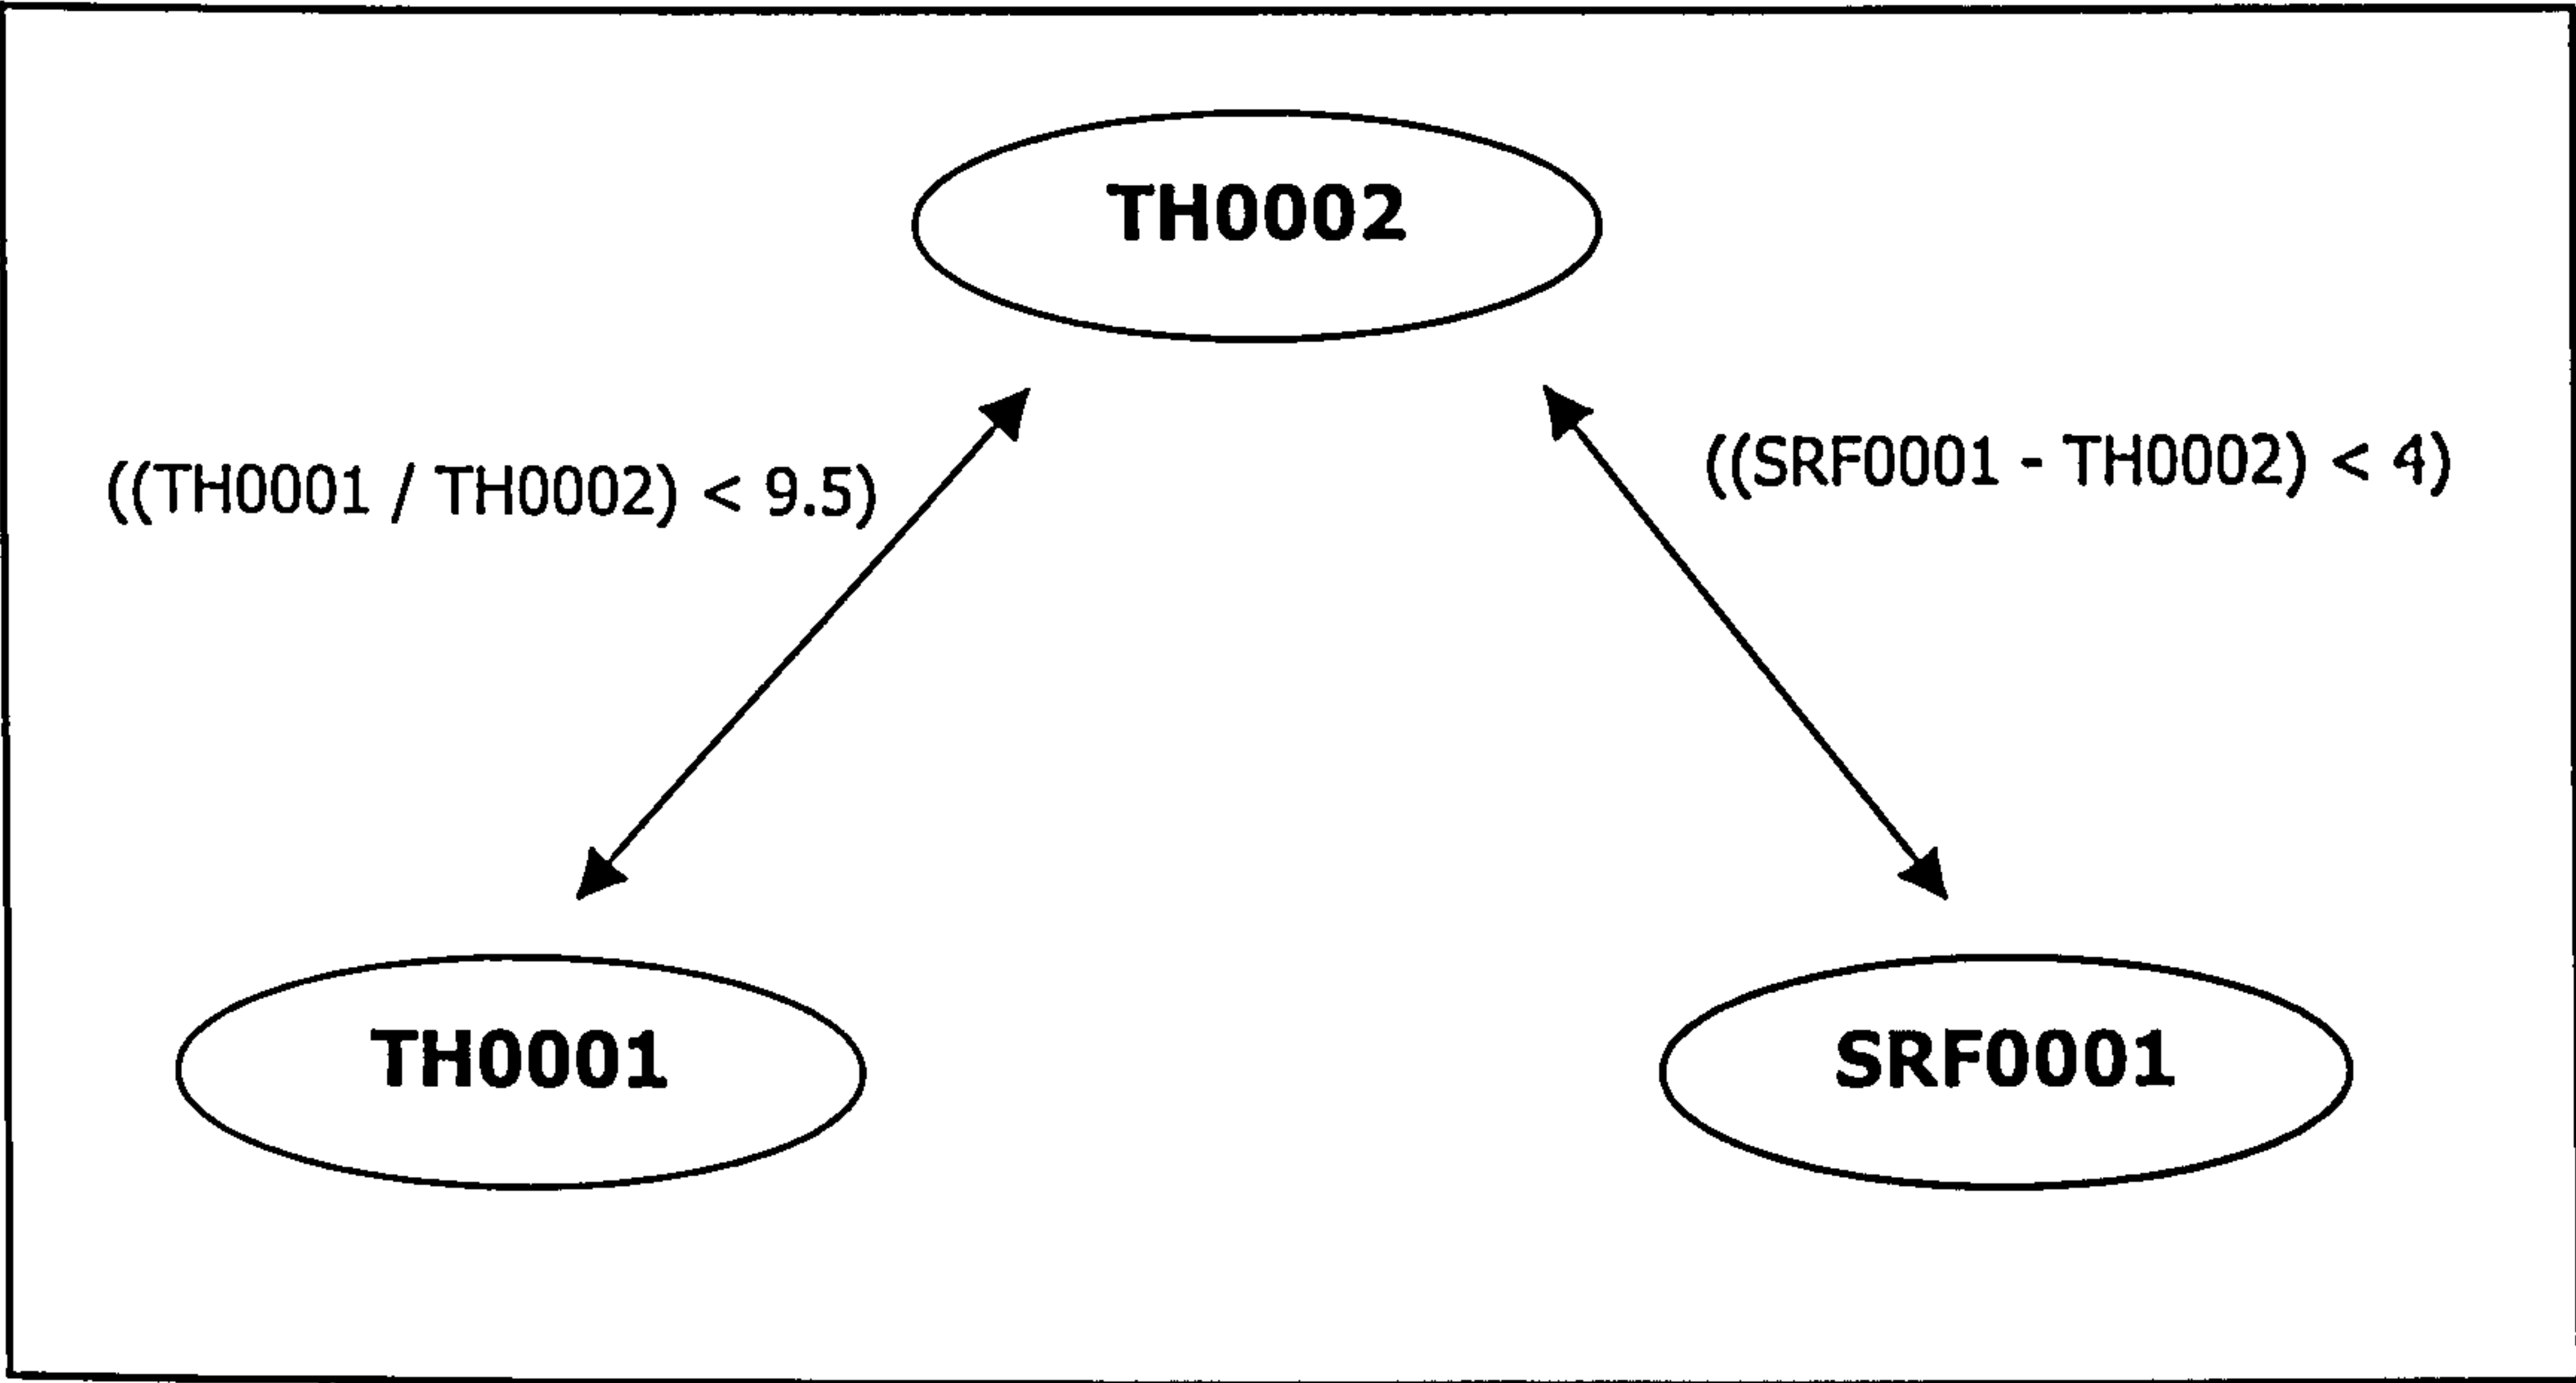 TH0002
((TH0001 / TH0002) < 9.5)
((SRF0001 - TH0002) < 4)
TH0001
SRF0001